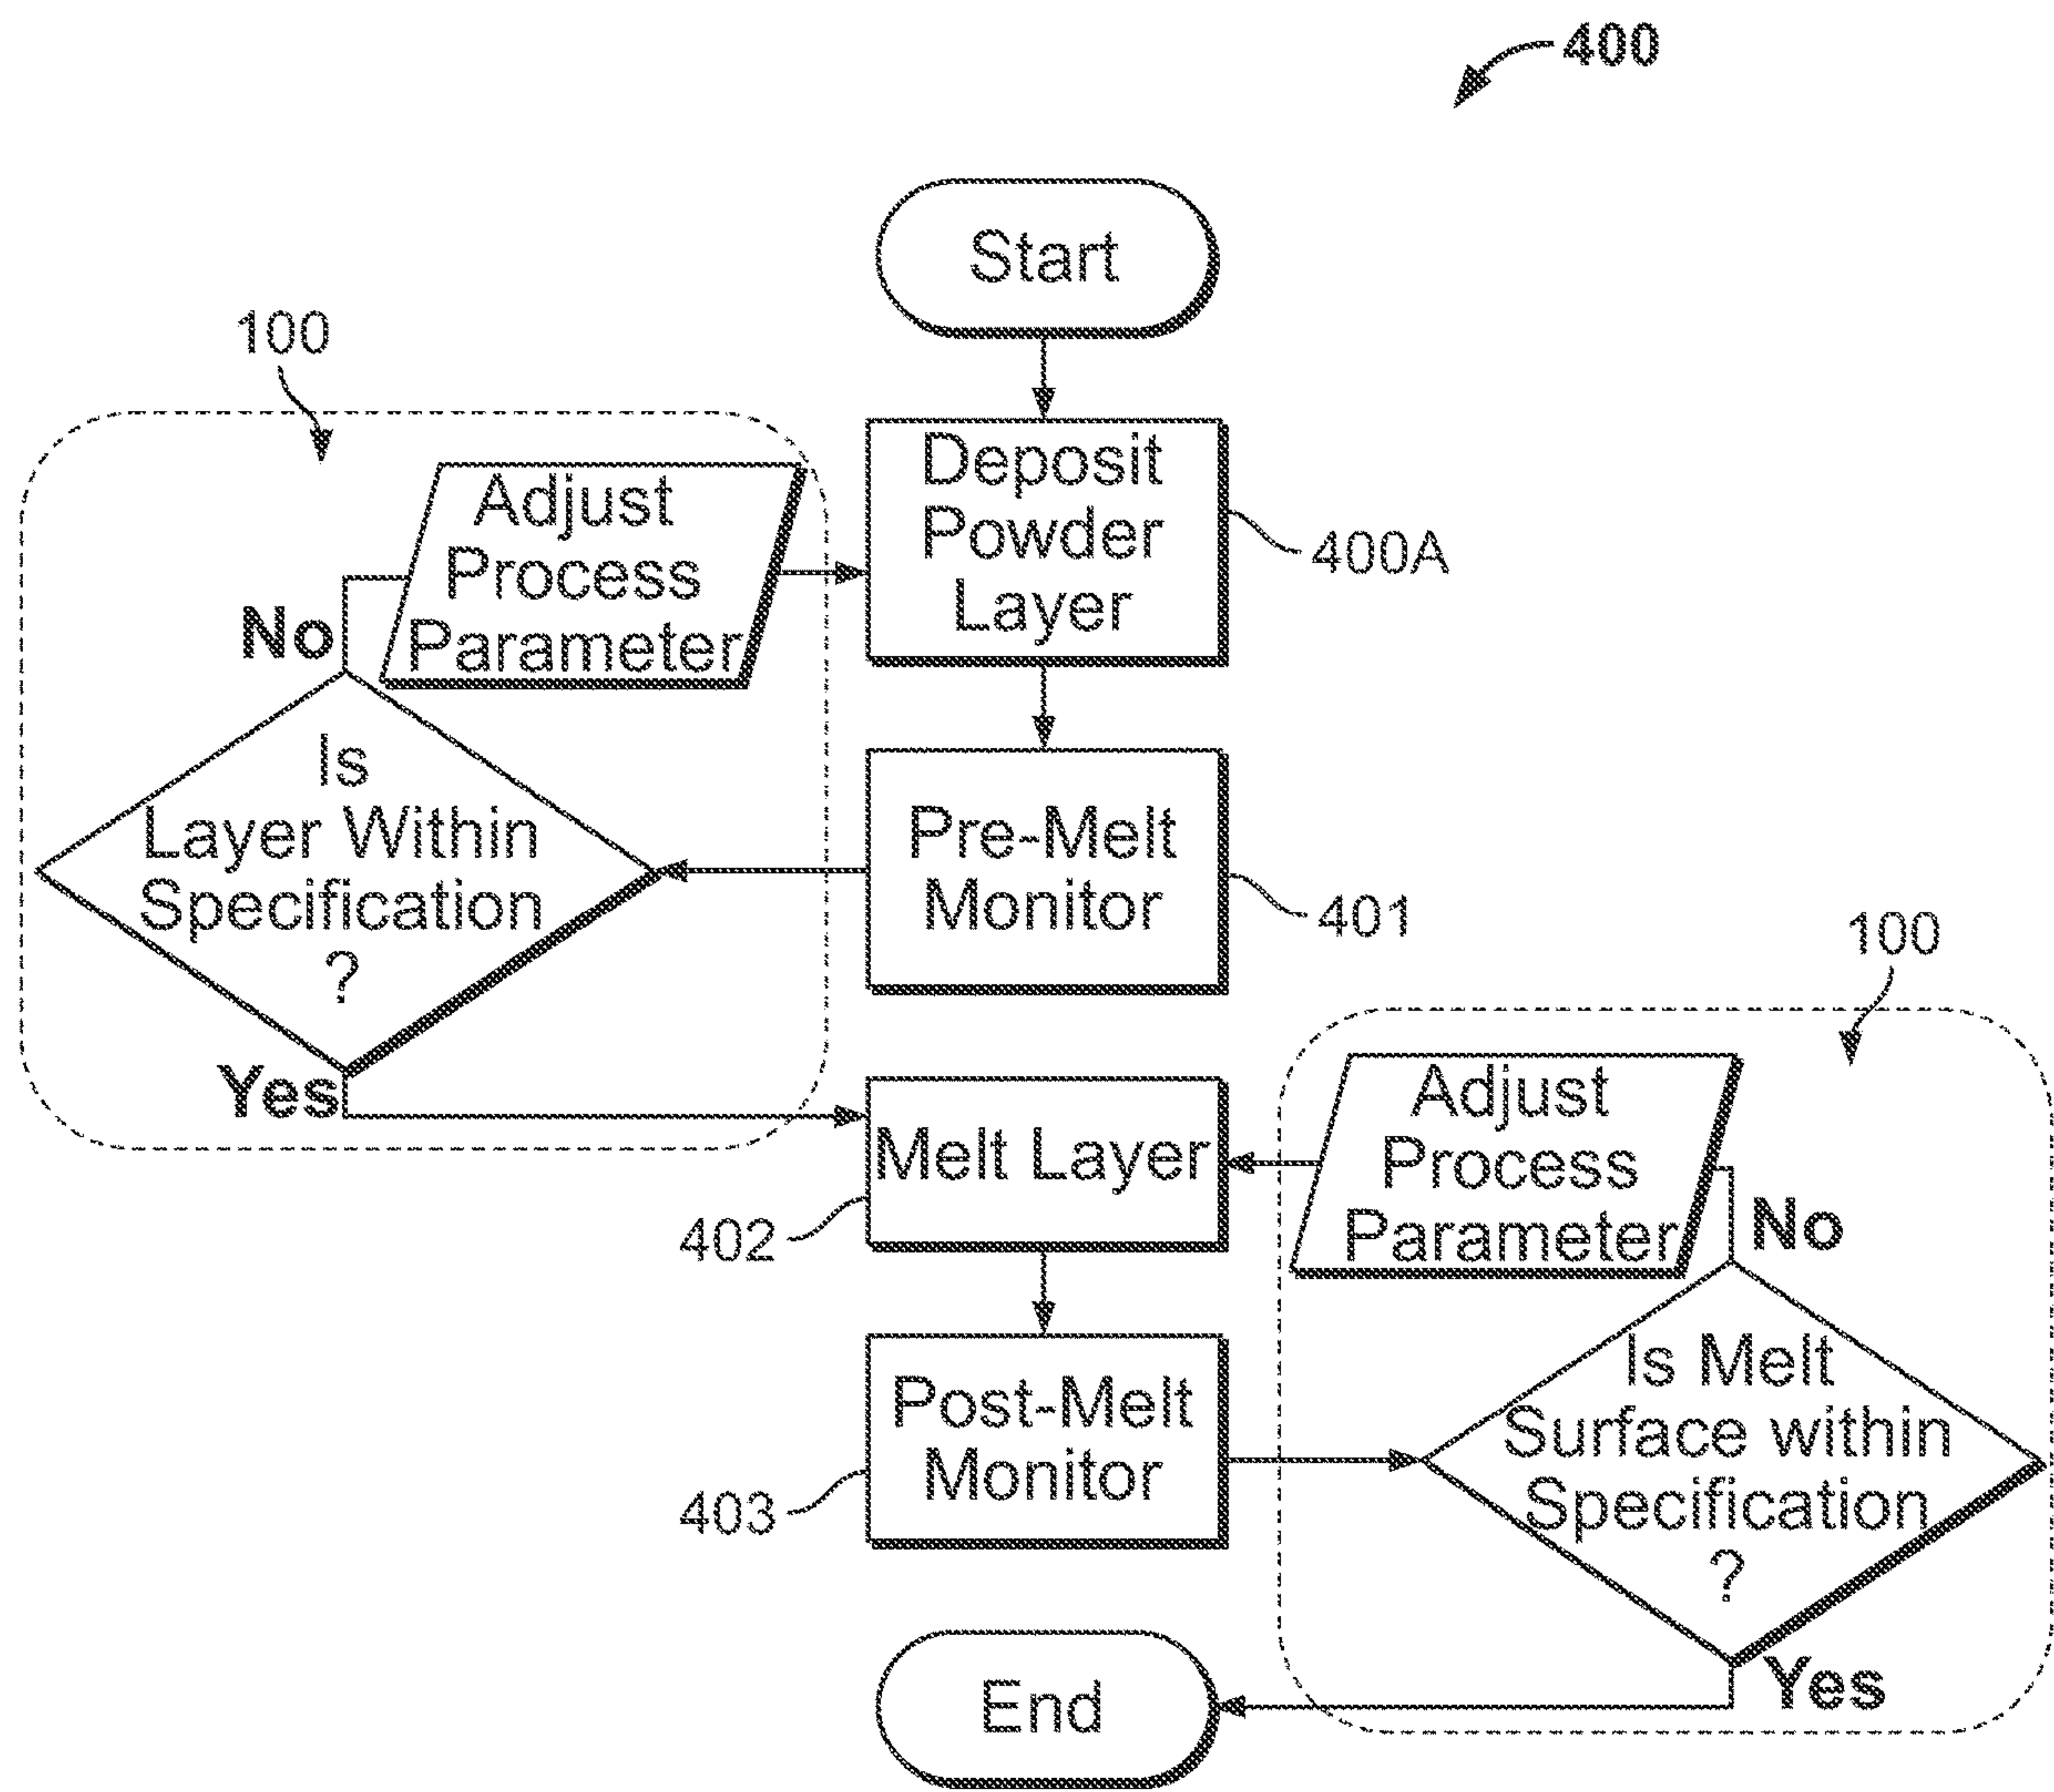 400
Start
100
Adjust
Process
Parameter
Deposit
Powder
Layer
400A
No
Is
Layer Within
Specification
?
Yes
Pre-Melt
Monitor
401
100
Adjust
Process
Parameter
No
Melt Layer
402
Post-Melt
Monitor
403
Is Melt
Surface within
Specification
?
Yes
End